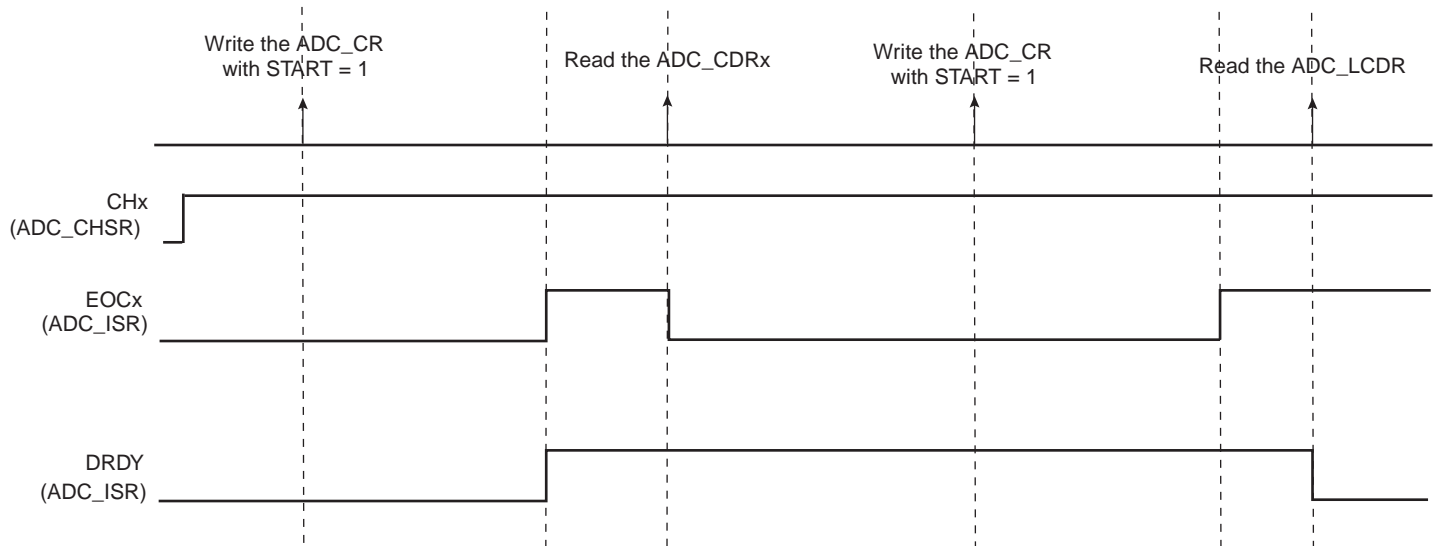 Write the ADC_CR
with START = 1
Read the ADC_CDRx
Write the ADC_CR
with START = 1
Read the ADC_LCDR
CHx
(ADC_CHSR)
EOCx
(ADC_ISR)
DRDY
(ADC_ISR)